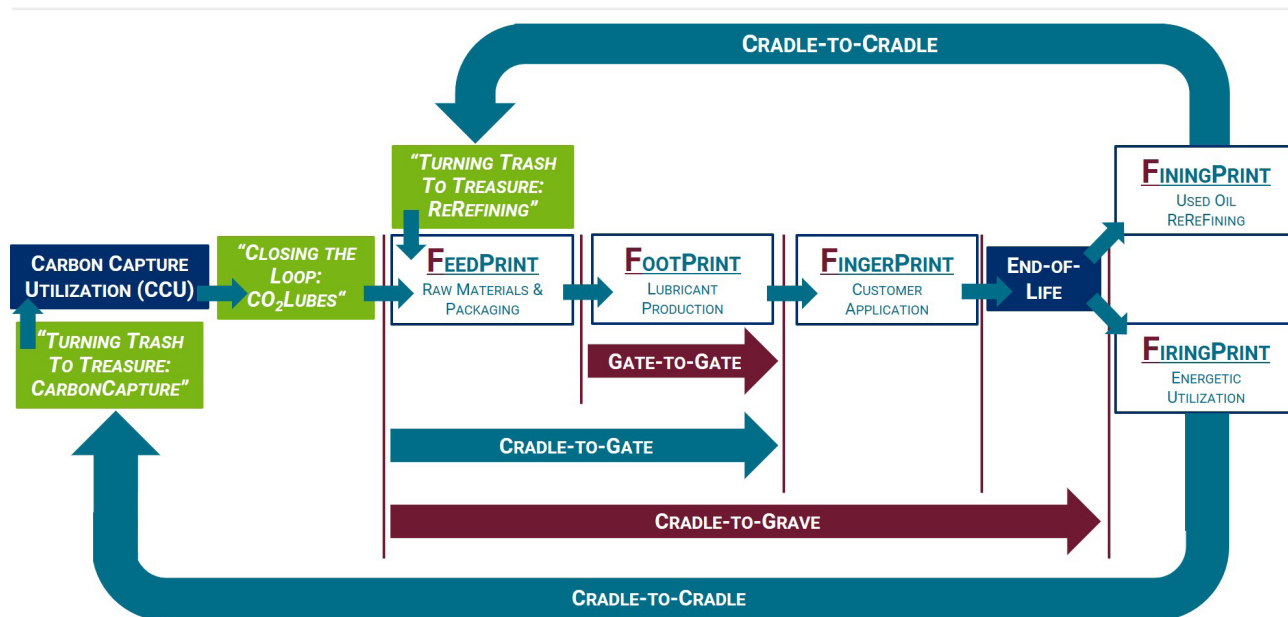 CRADLE-TO-CRADLE
"TURNING TRASH
TO TREASURE:
REREFINING"
FININGPRINT
USED OIL
REREFINING
CARBON CAPTURE
UTILIZATION (CCU)
"CLOSING THE
LOOP:
CO₂LUBES"
FEEDPRINT
RAW MATERIALS &
PACKAGING
FOOTPRINT
LUBRICANT
PRODUCTION
FINGERPRINT
CUSTOMER
APPLICATION
END-OF-
LIFE
"TURNING TRASH
TO TREASURE:
CARBONCAPTURE"
FIRINGPRINT
ENERGETIC
UTILIZATION
GATE-TO-GATE
CRADLE-TO-GATE
CRADLE-TO-GRAVE
CRADLE-TO-CRADLE